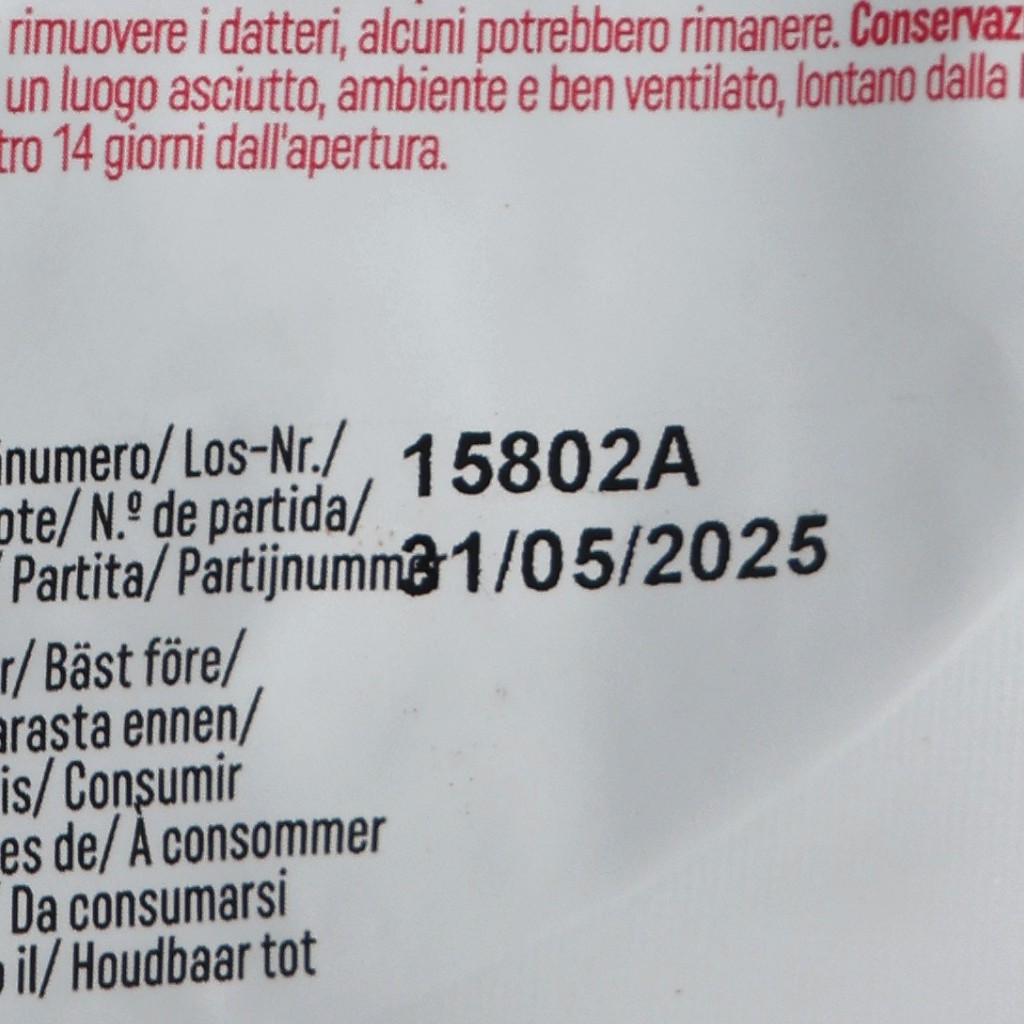 rimuovere i datteri, alcuni potrebbero rimanere. Conservaz
un luogo asciutto, ambiente e ben ventilato, lontano dalla
tro 14 giorni dall'apertura.
numero/ Los-Nr./ 15802A
ote/ N.º de partida/
/ Partita/ Partijnummer 31/05/2025
r/ Bäst före/
arasta ennen/
is/ Consumir
es de/ À consommer
/ Da consumarsi
il/ Houdbaar tot